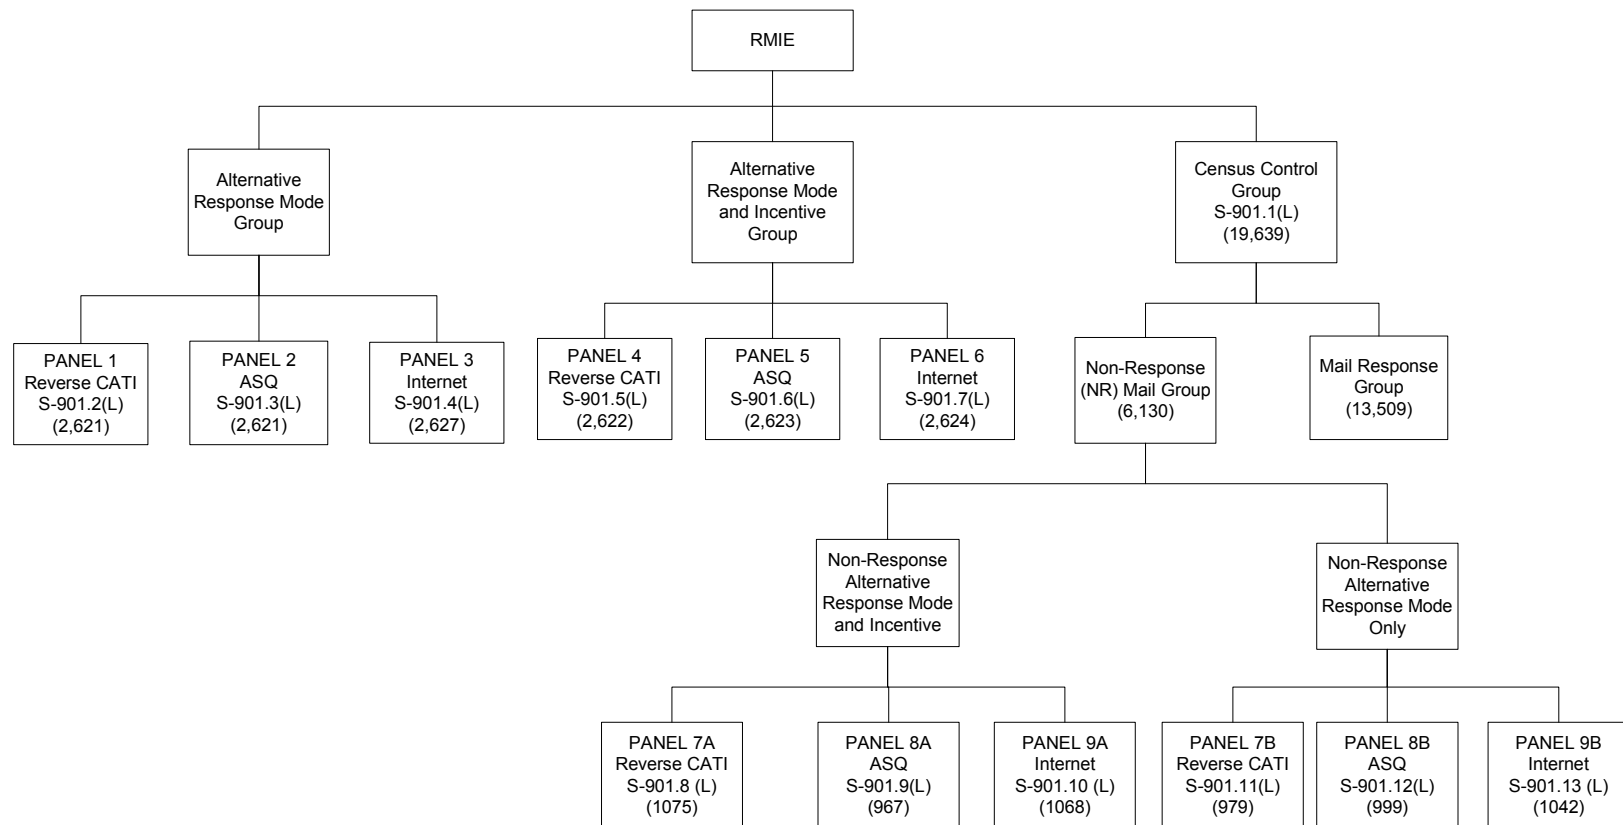 RMIE
Alternative
Response Mode
Group
Alternative
Response Mode
and Incentive
Group
Census Control
Group
S-901.1(L)
(19,639)
PANEL 1
Reverse CATI
S-901.2(L)
(2,621)
PANEL 2
ASQ
S-901.3(L)
(2,621)
PANEL 3
Internet
S-901.4(L)
(2,627)
PANEL 4
Reverse CATI
S-901.5(L)
(2,622)
PANEL 5
ASQ
S-901.6(L)
(2,623)
PANEL 6
Internet
S-901.7(L)
(2,624)
Non-Response
(NR) Mail Group
(6,130)
Mail Response
Group
(13,509)
Non-Response
Alternative
Response Mode
and Incentive
Non-Response
Alternative
Response Mode
Only
PANEL 7A
Reverse CATI
S-901.8 (L)
(1075)
PANEL 8A
ASQ
S-901.9(L)
(967)
PANEL 9A
Internet
S-901.10 (L)
(1068)
PANEL 7B
Reverse CATI
S-901.11(L)
(979)
PANEL 8B
ASQ
S-901.12(L)
(999)
PANEL 9B
Internet
S-901.13 (L)
(1042)